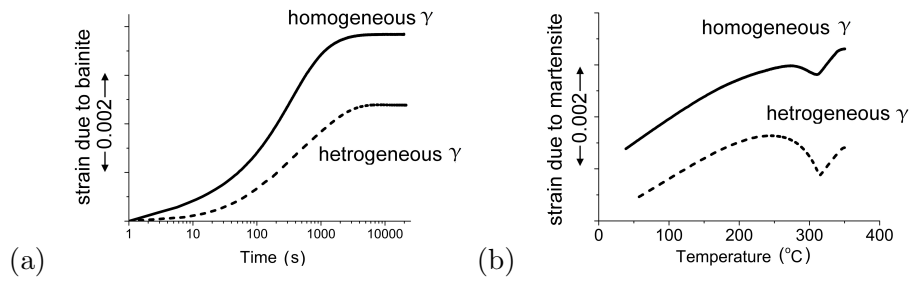 homogeneous γ
strain due to bainite
←0.002→
hetrogeneous γ
1
10
100
1000
10000
Time (s)
(a)
homogeneous γ
strain due to martensite
←0.002→
hetrogeneous γ
0
100
200
300
400
Temperature (°C)
(b)